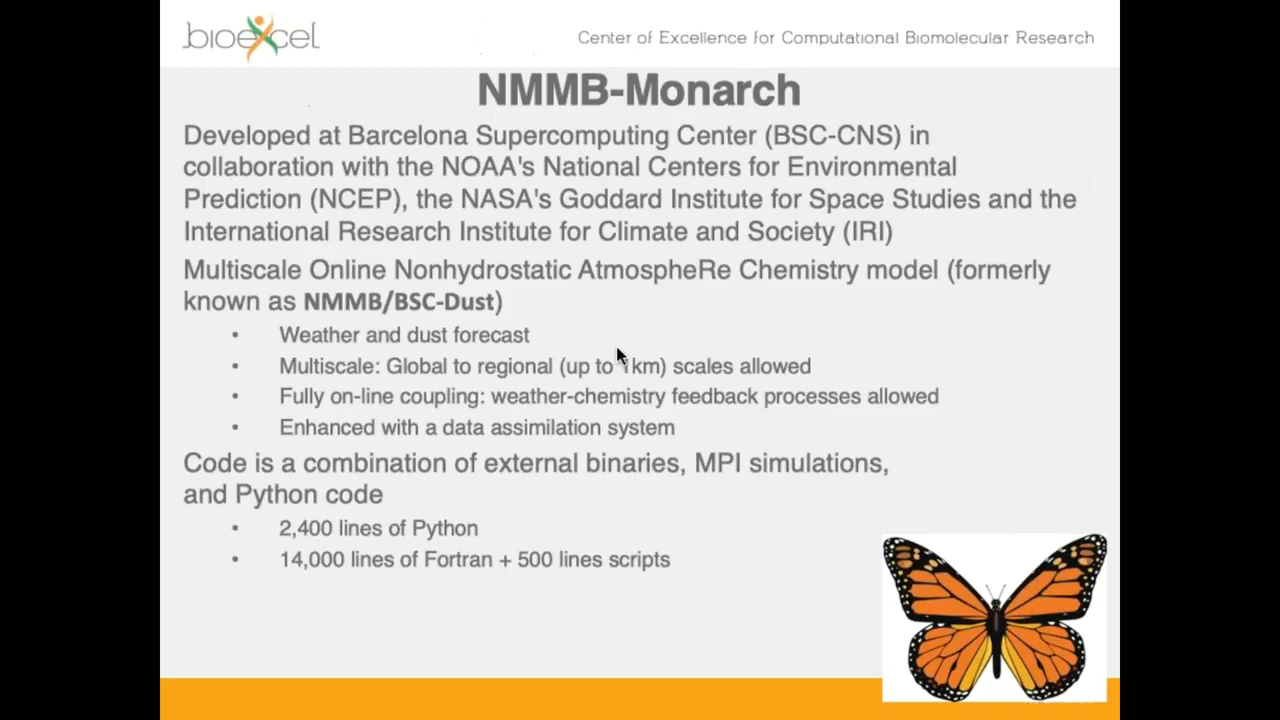 bioexcel
Center of Excellence for Computational Biomolecular Research
NMMB-Monarch
Developed at Barcelona Supercomputing Center (BSC-CNS) in
collaboration with the NOAA's National Centers for Environmental
Prediction (NCEP), the NASA's Goddard Institute for Space Studies and the
International Research Institute for Climate and Society (IRI)
Multiscale Online Nonhydrostatic AtmospheRe Chemistry model (formerly
known as NMMB/BSC-Dust)
• Weather and dust forecast
• Multiscale: Global to regional (up to 1km) scales allowed
• Fully on-line coupling: weather-chemistry feedback processes allowed
• Enhanced with a data assimilation system
Code is a combination of external binaries, MPI simulations,
and Python code
• 2,400 lines of Python
• 14,000 lines of Fortran + 500 lines scripts